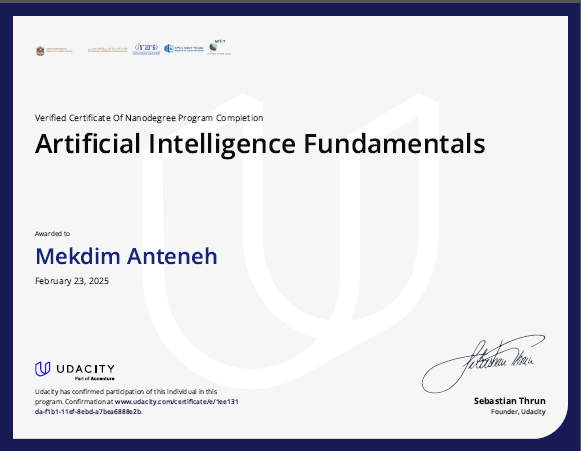 Verified Certificate Of Nanodegree Program Completion
Artificial Intelligence Fundamentals
Awarded to
Mekdim Anteneh
February 23, 2025
UDACITY
Part of Accenture
Udacity has confirmed participation of this individual in this
program. Confirmation at www.udacity.com/certificate/e/1ee131
da-f1b1-11ef-8ebd-a7bea6888e2b.
Sebastian Thrun
Founder, Udacity